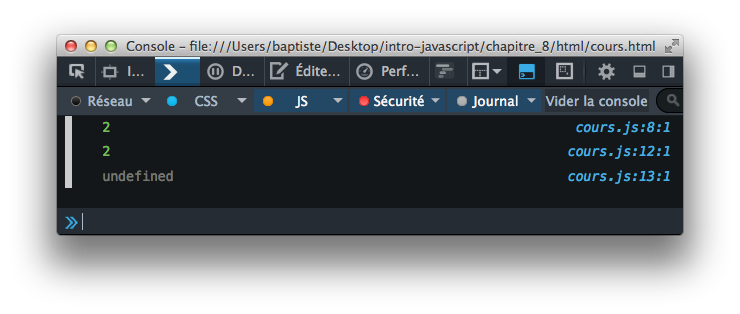 Console – file:///Users/baptiste/Desktop/intro-javascript/chapitre_8/html/cours.html
I... D... Édite... Perf...
Réseau CSS JS Sécurité Journal Vider la console
2 cours.js:8:1
2 cours.js:12:1
undefined cours.js:13:1